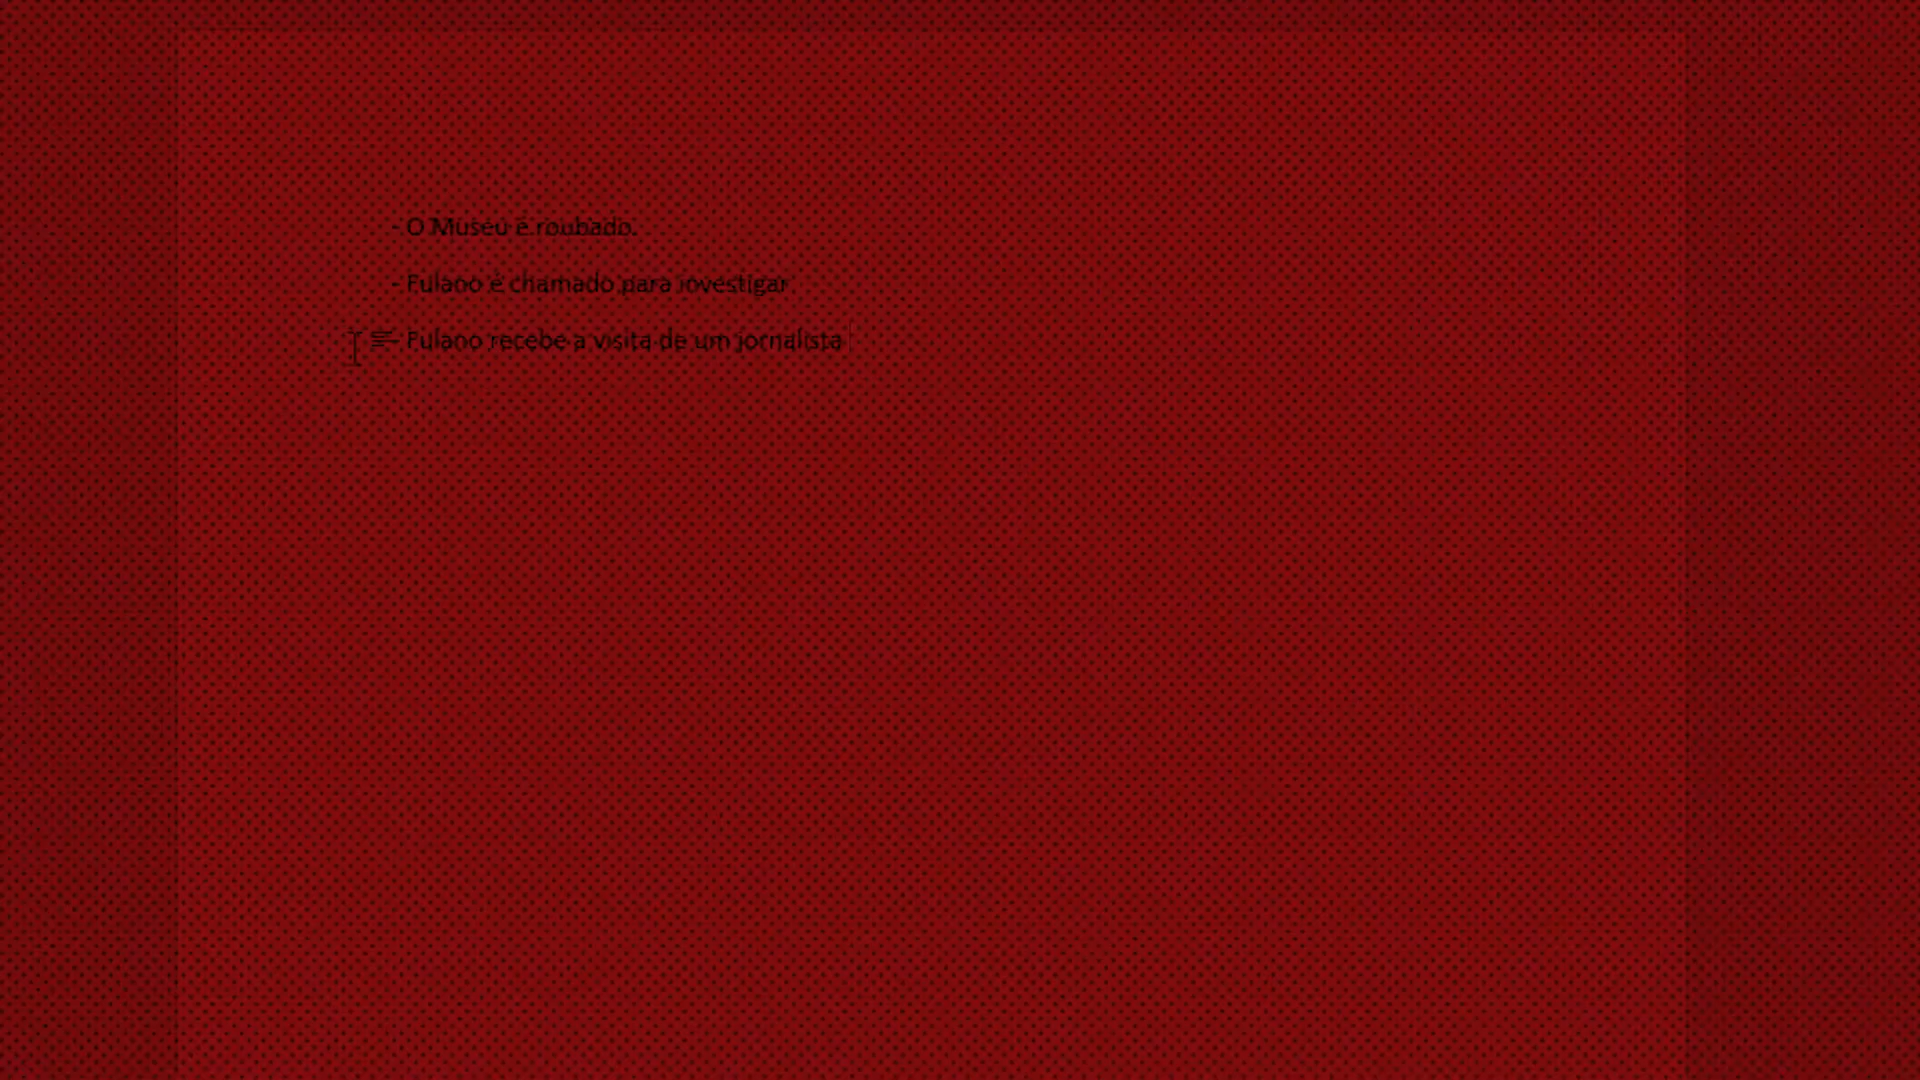 - O Museu é roubado.
- Fulano é chamado para investigar
- Fulano recebe a visita de um jornalista